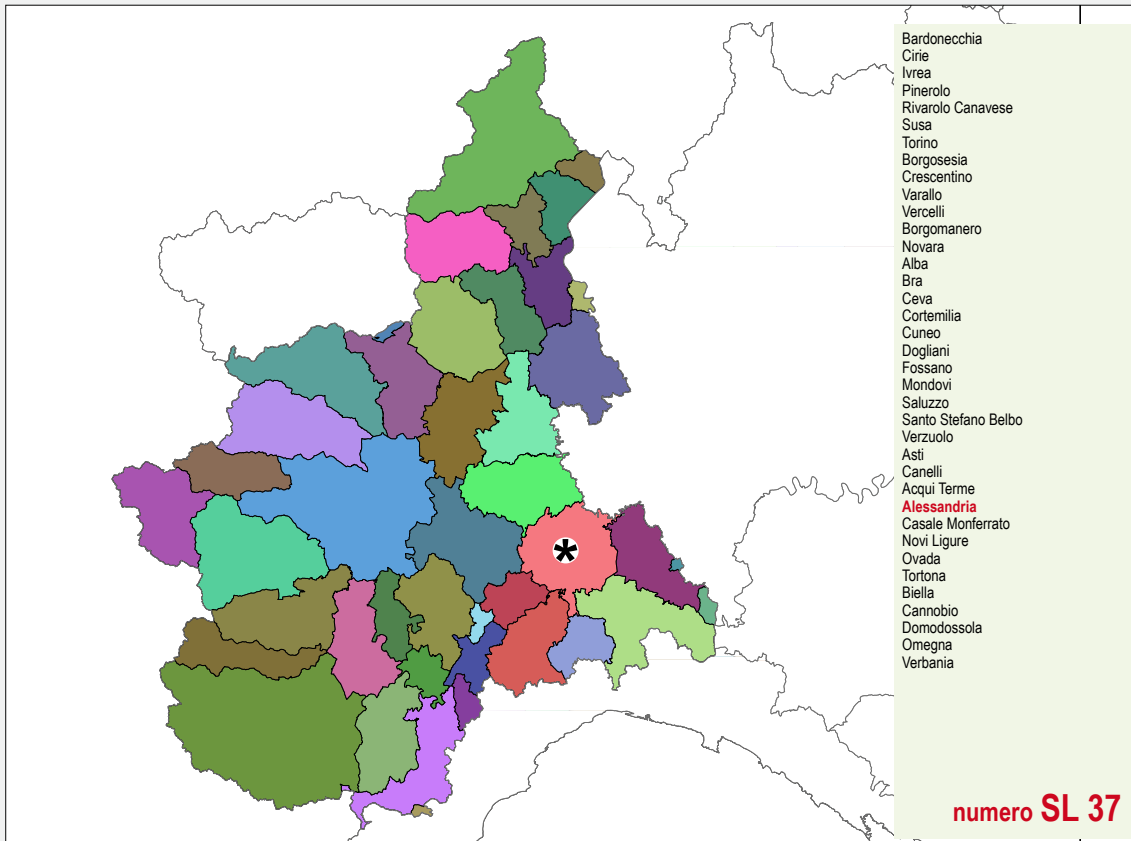 Bardonecchia
Cirie
Ivrea
Pinerolo
Rivarolo Canavese
Susa
Torino
Borgosesia
Crescentino
Varallo
Vercelli
Borgomanero
Novara
Alba
Bra
Ceva
Cortemilia
Cuneo
Dogliani
Fossano
Mondovi
Saluzzo
Santo Stefano Belbo
Verzuolo
Asti
Canelli
Acqui Terme
Alessandria
Casale Monferrato
Novi Ligure
Ovada
Tortona
Biella
Cannobio
Domodossola
Omegna
Verbania
*
numero SL 37